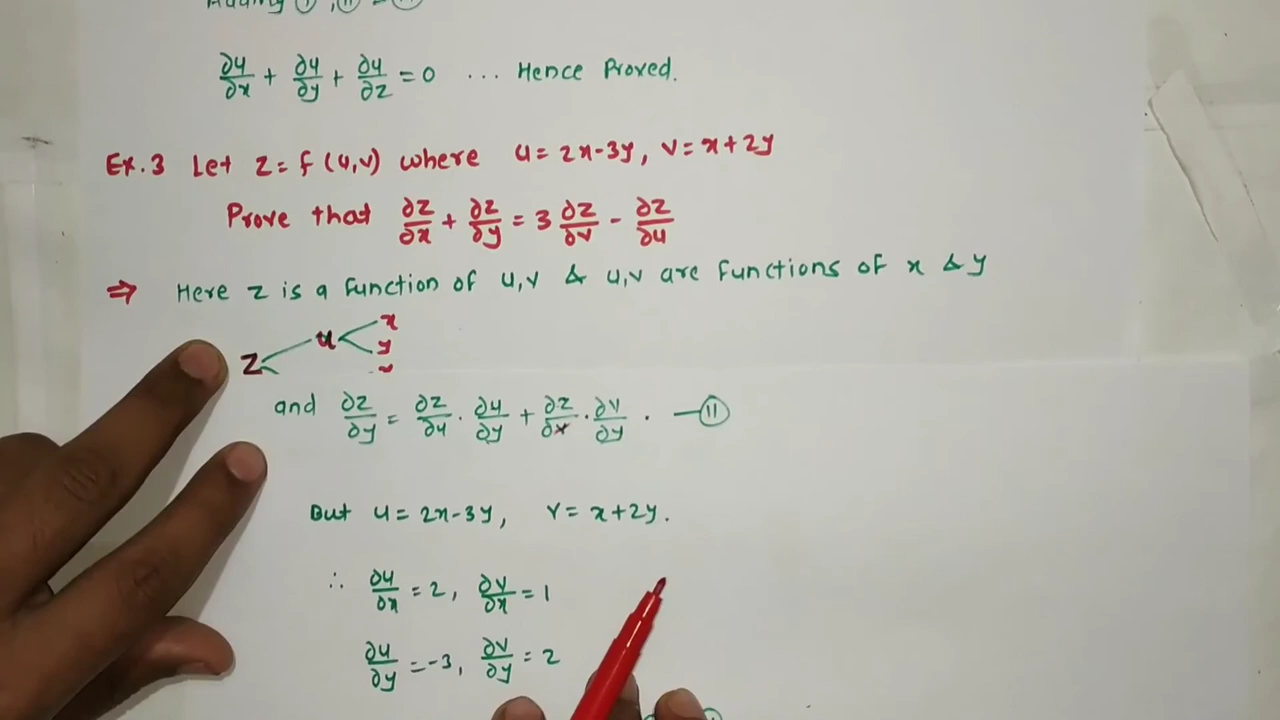 ∂u/∂x + ∂u/∂y + ∂u/∂z = 0 ... Hence Proved.
Ex.3 Let z = f (u,v) where u = 2x-3y, v = x+2y
Prove that ∂z/∂x + ∂z/∂y = 3 ∂z/∂v - ∂z/∂u
⇒ Here z is a function of u,v & u,v are functions of x & y
z u x
y
and ∂z/∂y = ∂z/∂u · ∂u/∂y + ∂z/∂x · ∂v/∂y · — (II)
But u = 2x-3y, v = x+2y.
∴ ∂u/∂x = 2, ∂v/∂x = 1
∂u/∂y = -3, ∂v/∂y = 2